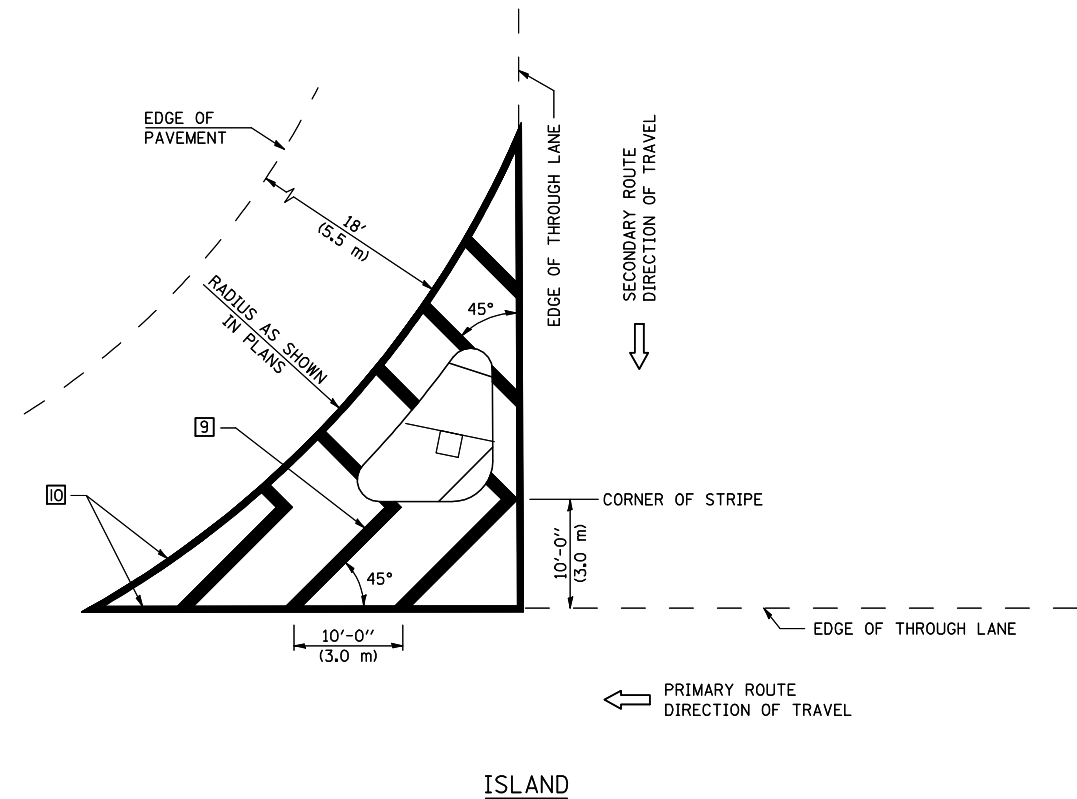 EDGE OF
PAVEMENT
18'
(5.5 m)
RADIUS AS SHOWN
IN PLANS
EDGE OF THROUGH LANE
SECONDARY ROUTE
DIRECTION OF TRAVEL
45°
9
10
CORNER OF STRIPE
10'-0"
(3.0 m)
45°
10'-0"
(3.0 m)
EDGE OF THROUGH LANE
PRIMARY ROUTE
DIRECTION OF TRAVEL
ISLAND